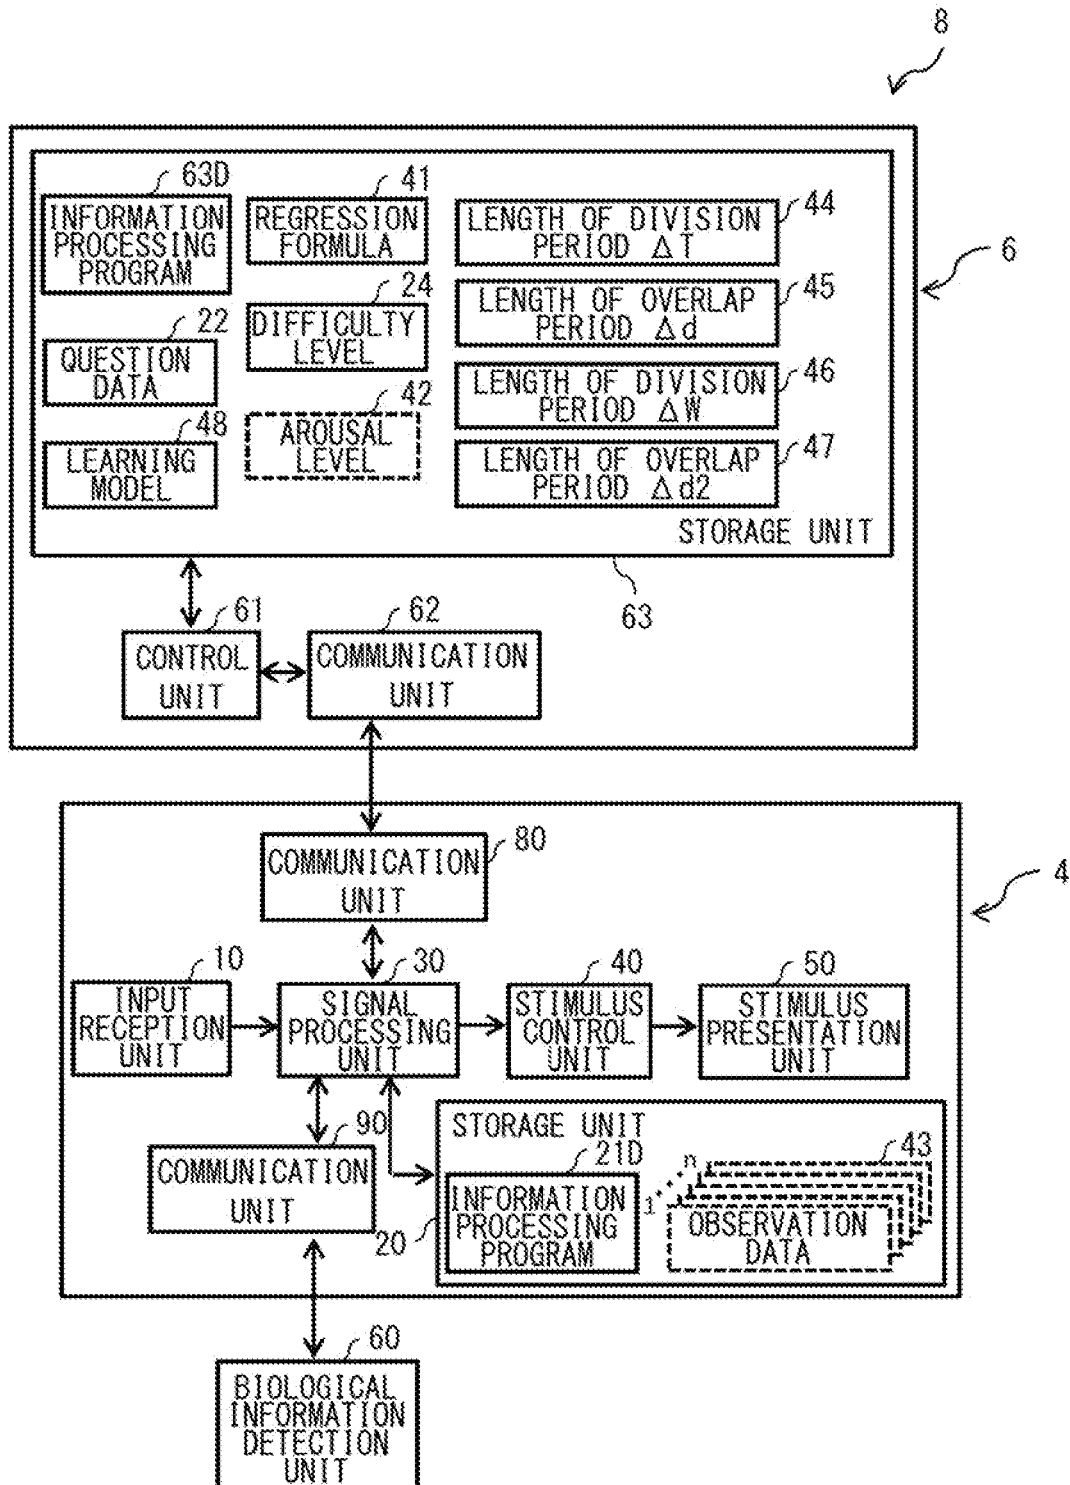 8
63D
INFORMATION
PROCESSING
PROGRAM
41
REGRESSION
FORMULA
LENGTH OF DIVISION
PERIOD ΔT
44
6
22
QUESTION
DATA
24
DIFFICULTY
LEVEL
LENGTH OF OVERLAP
PERIOD Δd
45
48
LEARNING
MODEL
42
AROUSAL
LEVEL
LENGTH OF DIVISION
PERIOD ΔW
46
LENGTH OF OVERLAP
PERIOD Δd2
47
STORAGE UNIT
63
61
CONTROL
UNIT
62
COMMUNICATION
UNIT
80
COMMUNICATION
UNIT
4
10
INPUT
RECEPTION
UNIT
30
SIGNAL
PROCESSING
UNIT
40
STIMULUS
CONTROL
UNIT
50
STIMULUS
PRESENTATION
UNIT
90
COMMUNICATION
UNIT
20
STORAGE UNIT
21D
INFORMATION
PROCESSING
PROGRAM
1
n
43
OBSERVATION
DATA
60
BIOLOGICAL
INFORMATION
DETECTION
UNIT